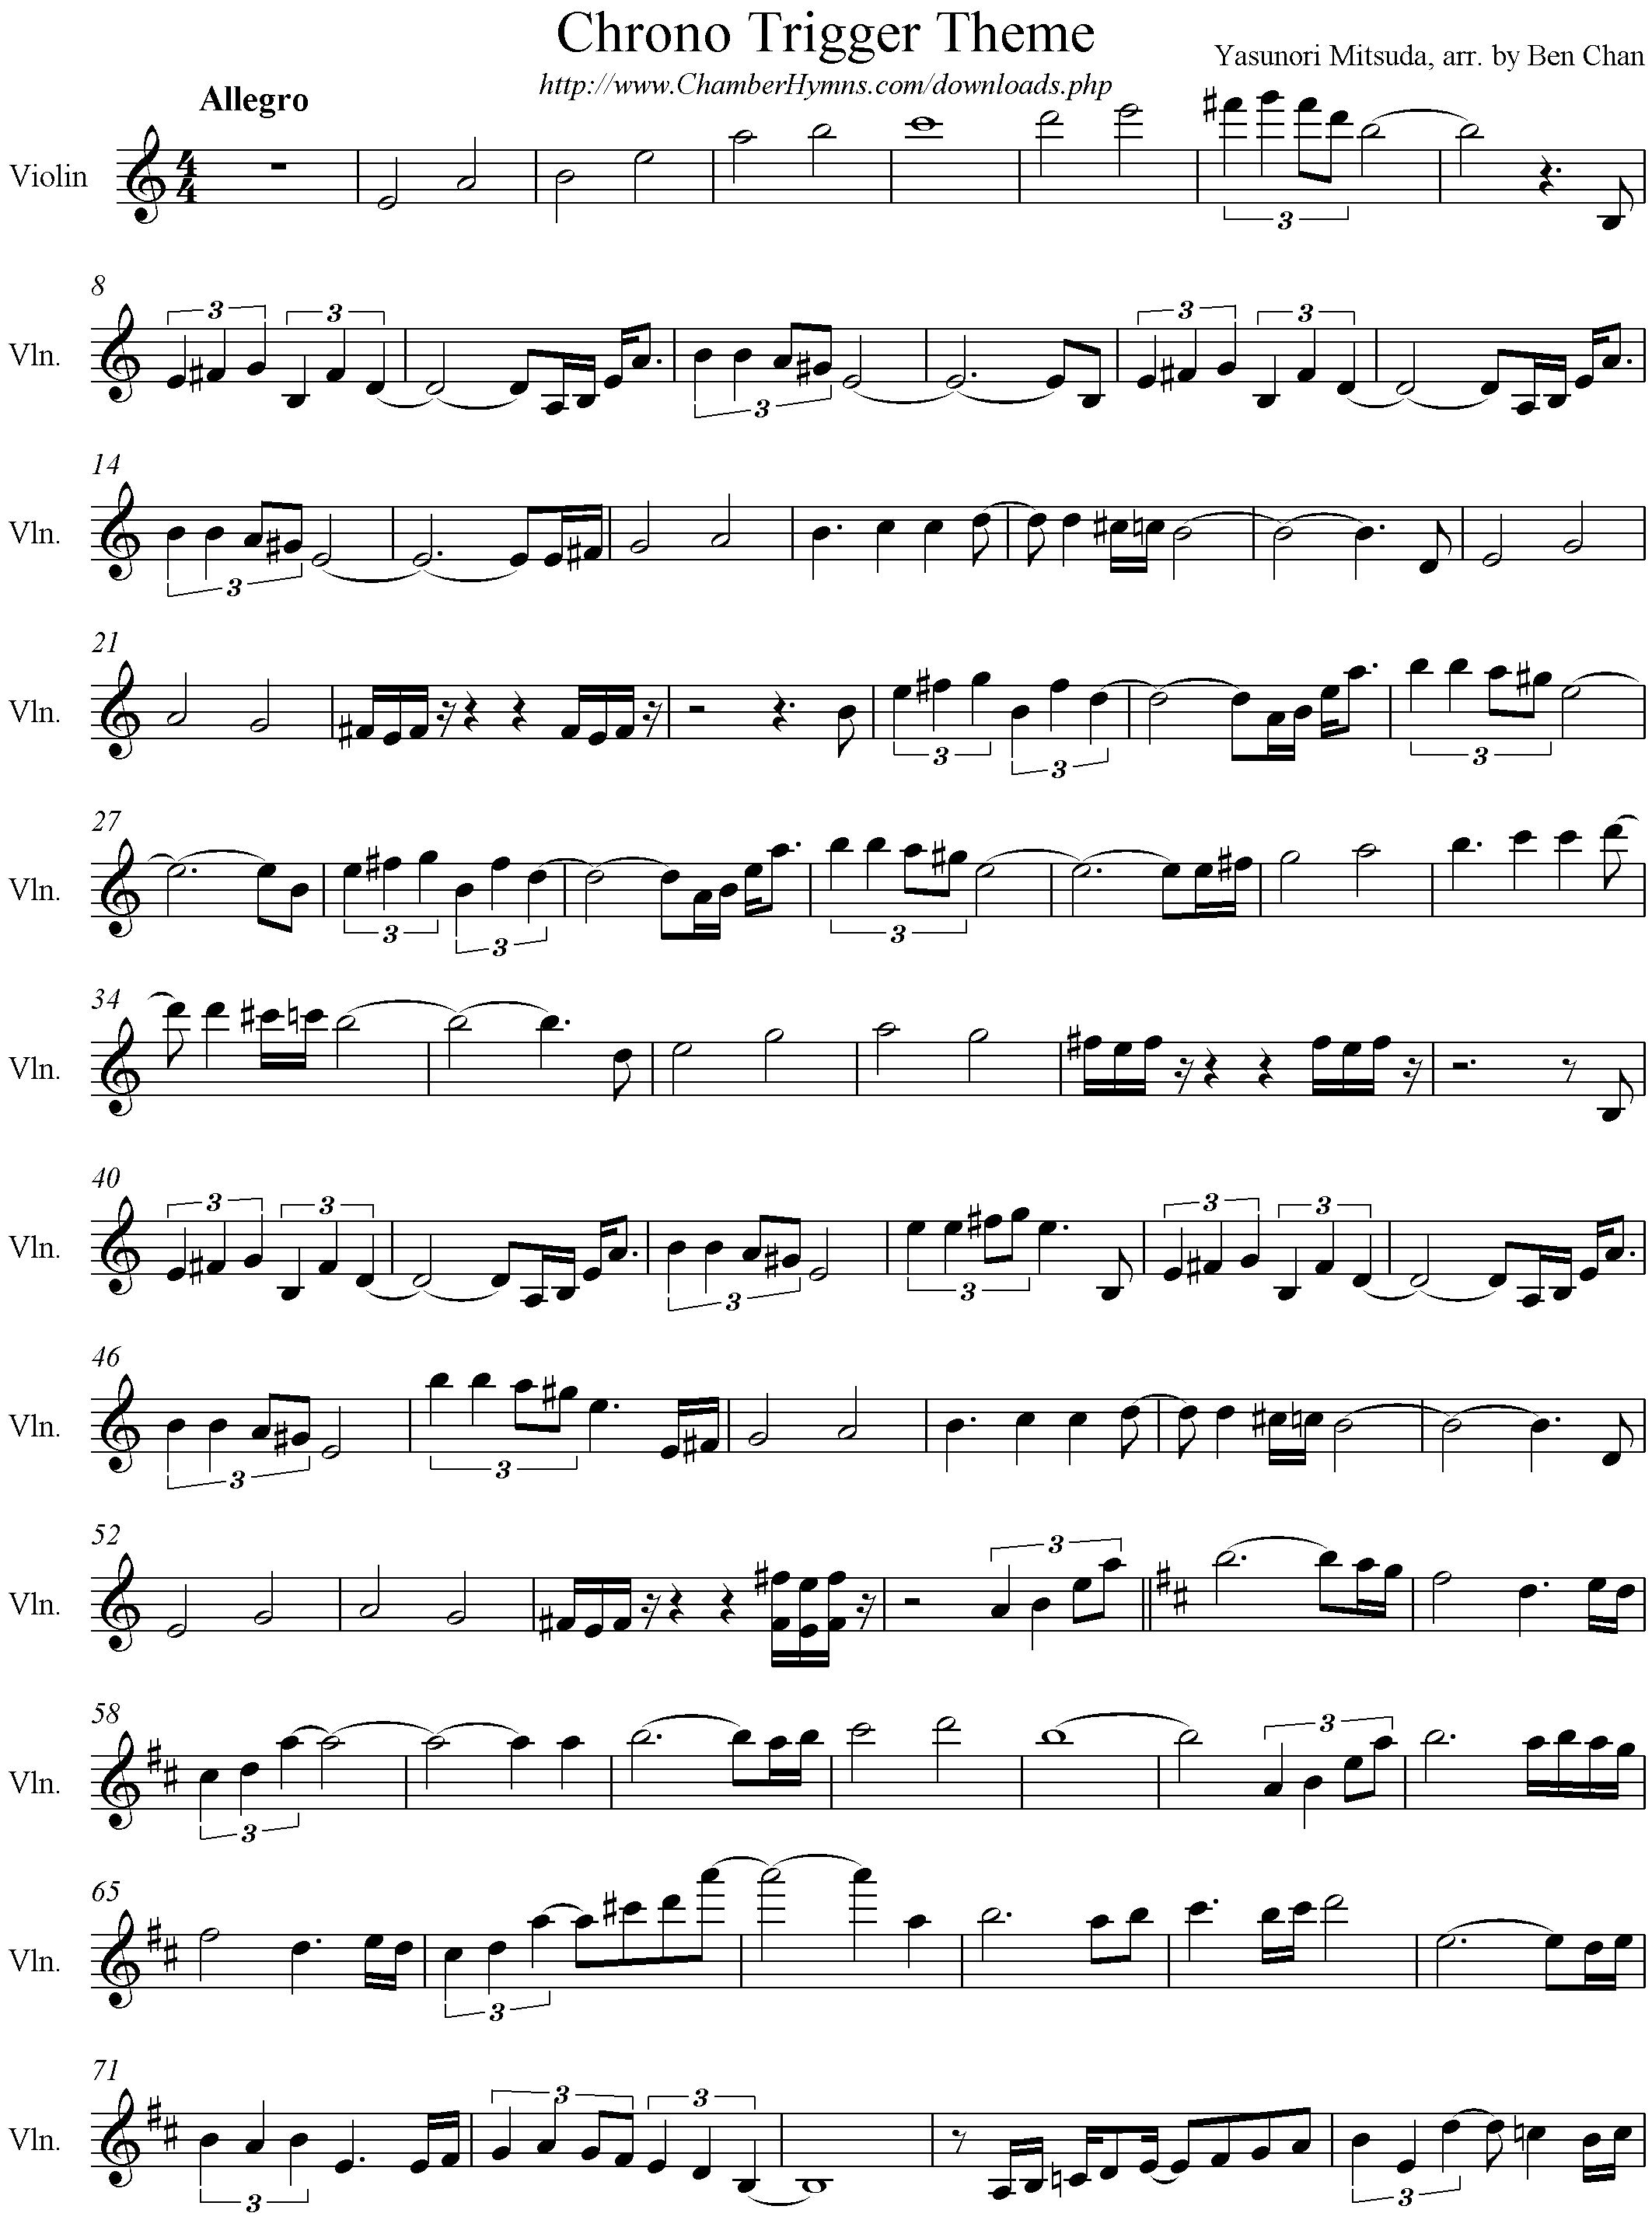 Chrono Trigger Theme
Yasunori Mitsuda, arr. by Ben Chan
http://www.ChamberHymns.com/downloads.php
Allegro
Violin
4
4
3
8
Vln.
3 3 3 3 3
14
Vln.
3
21
Vln.
3 3 3
27
Vln.
3 3 3
34
Vln.
40
Vln.
3 3 3 3 3 3
46
Vln.
3 3
52
Vln.
3
58
Vln.
3 3
65
Vln.
3
71
Vln.
3 3 3 3